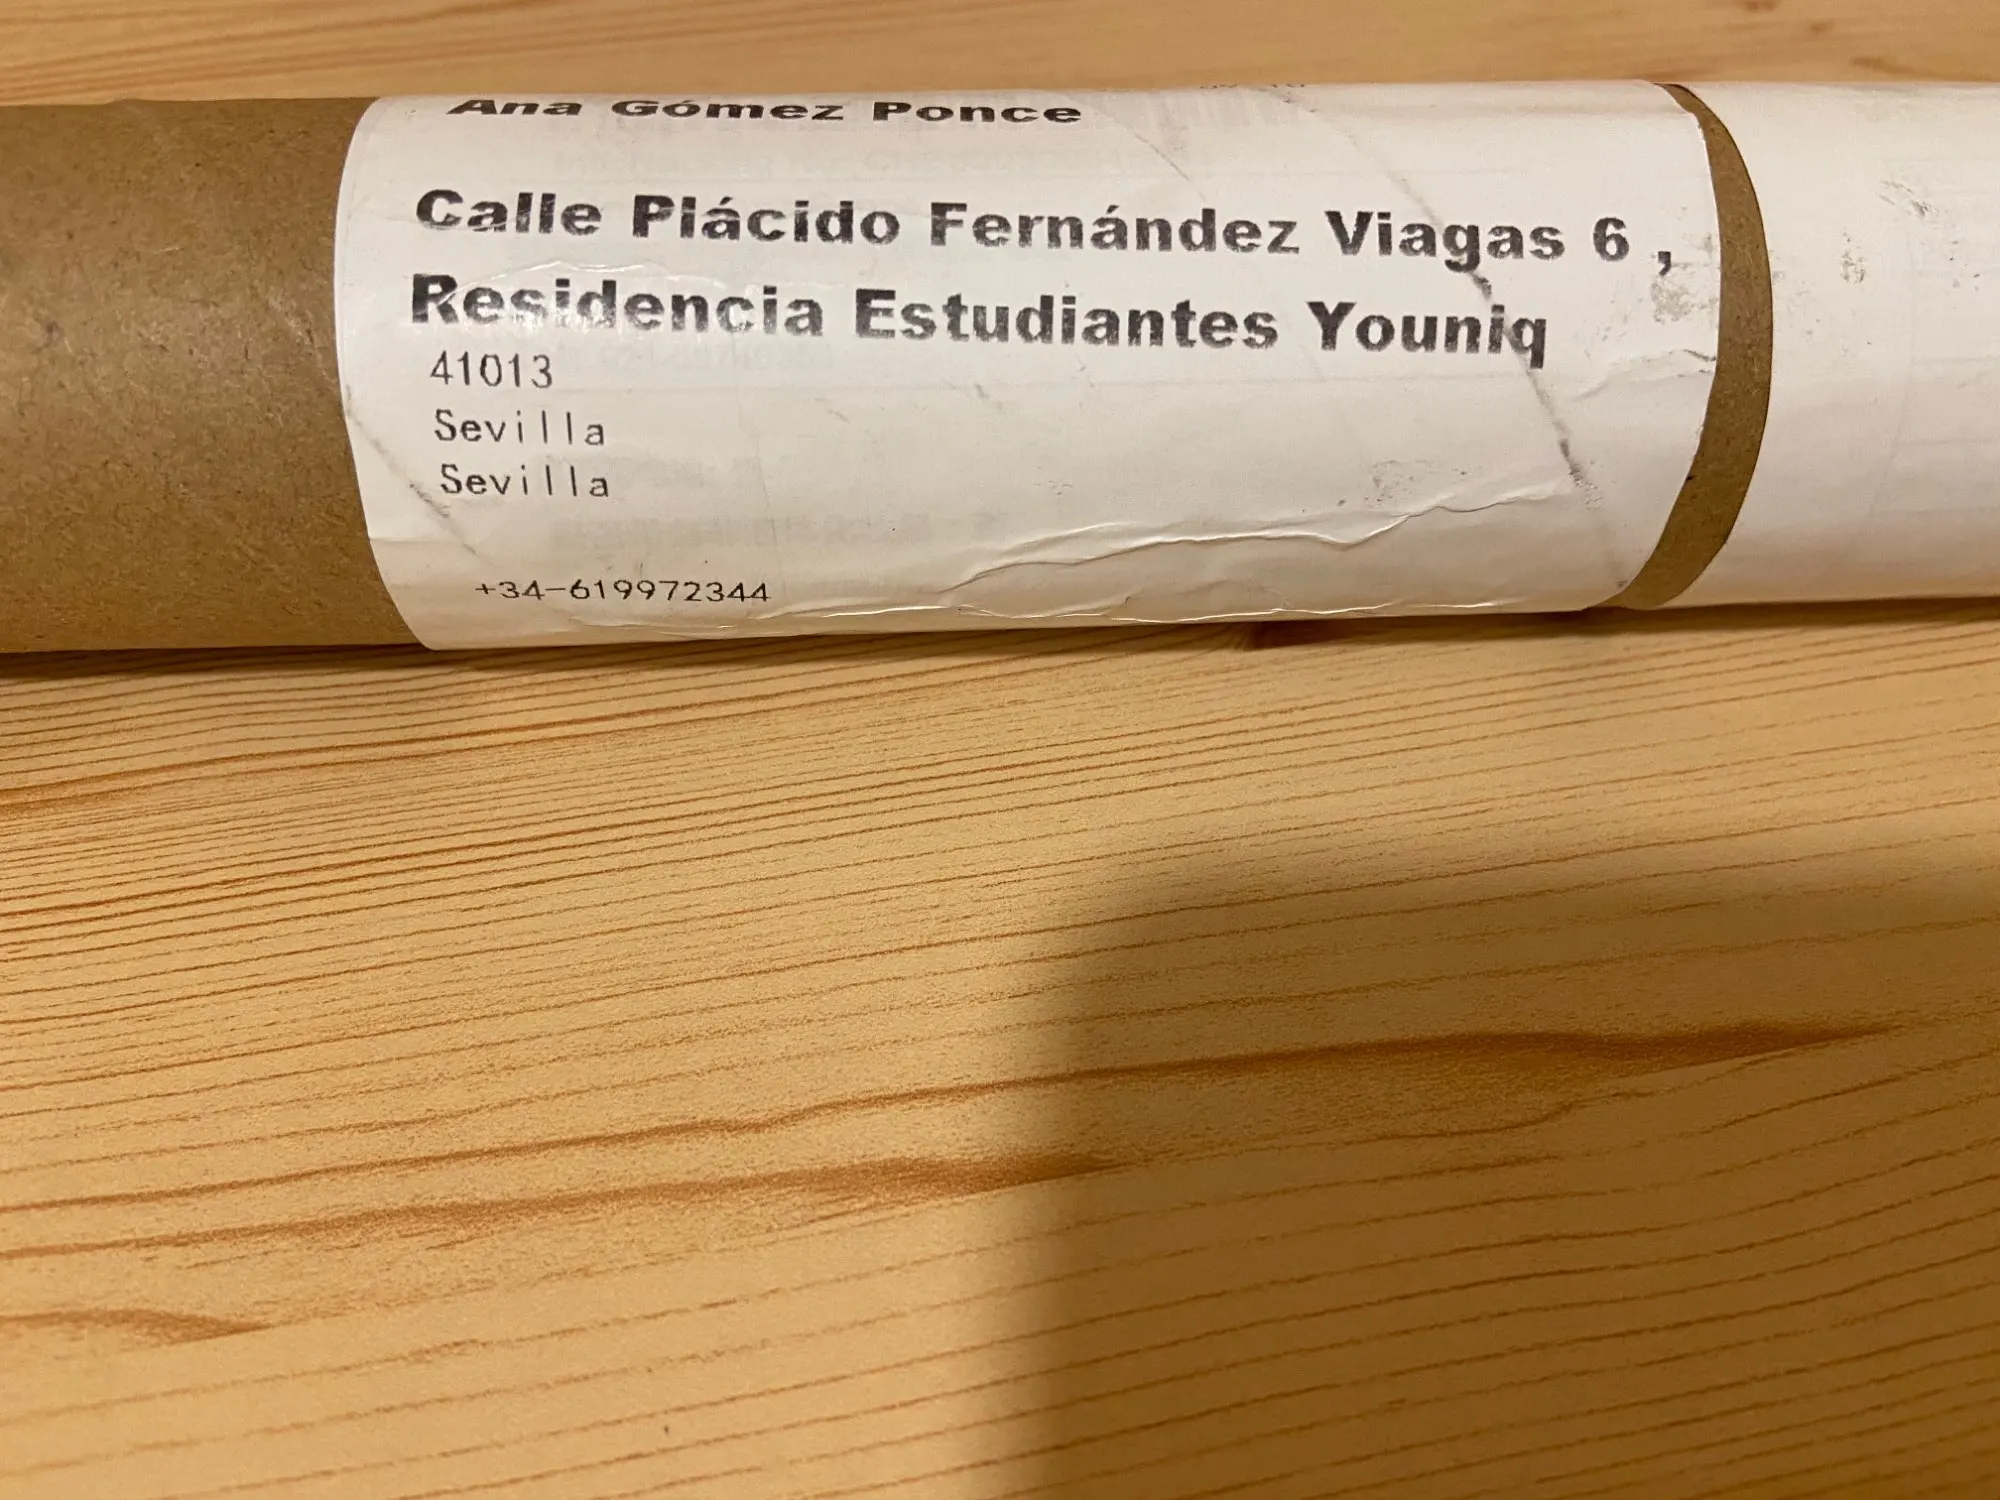 Ana Gómez Ponce
Calle Plácido Fernández Viagas 6 ,
Residencia Estudiantes Youniq
41013
Sevilla
Sevilla
+34-619972344